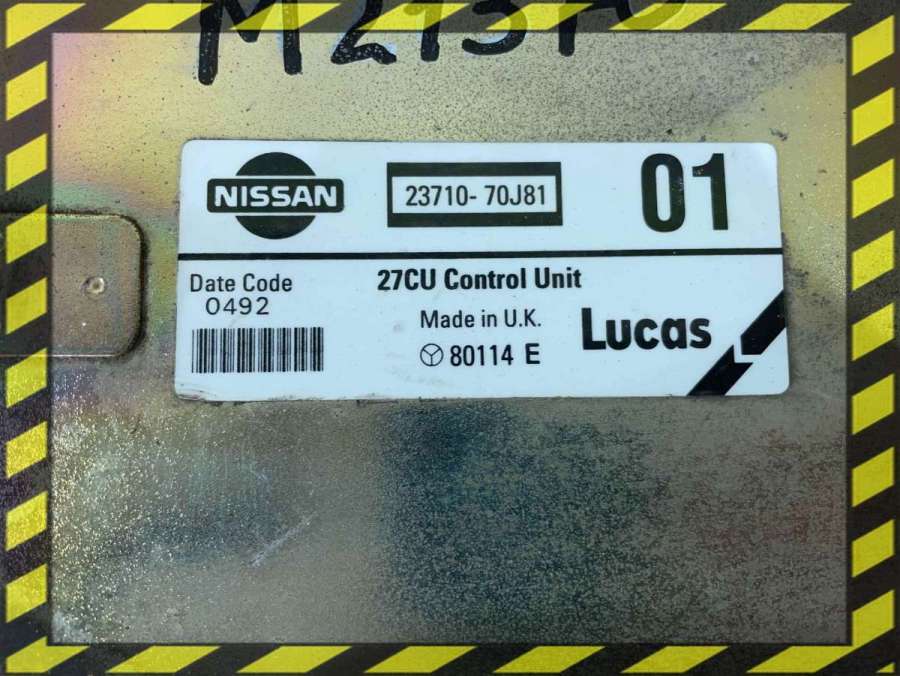 NISSAN
23710- 70J81
01
Date Code
0492
27CU Control Unit
Made in U.K.
80114 E
Lucas